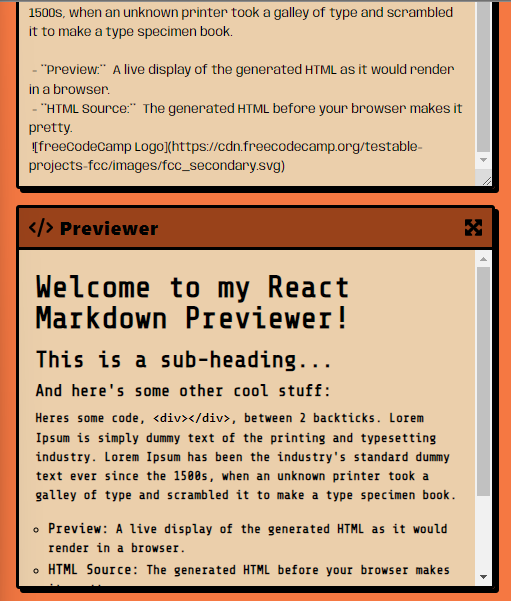 1500s, when an unknown printer took a galley of type and scrambled
it to make a type specimen book.
- ``Preview:`` A live display of the generated HTML as it would render
in a browser.
- ``HTML Source:`` The generated HTML before your browser makes it
pretty.
![freeCodeCamp Logo](https://cdn.freecodecamp.org/testable-
projects-fcc/images/fcc_secondary.svg)
</> Previewer
Welcome to my React
Markdown Previewer!
This is a sub-heading...
And here's some other cool stuff:
Heres some code, <div></div>, between 2 backticks. Lorem
Ipsum is simply dummy text of the printing and typesetting
industry. Lorem Ipsum has been the industry's standard dummy
text ever since the 1500s, when an unknown printer took a
galley of type and scrambled it to make a type specimen book.
Preview: A live display of the generated HTML as it would
render in a browser.
HTML Source: The generated HTML before your browser makes